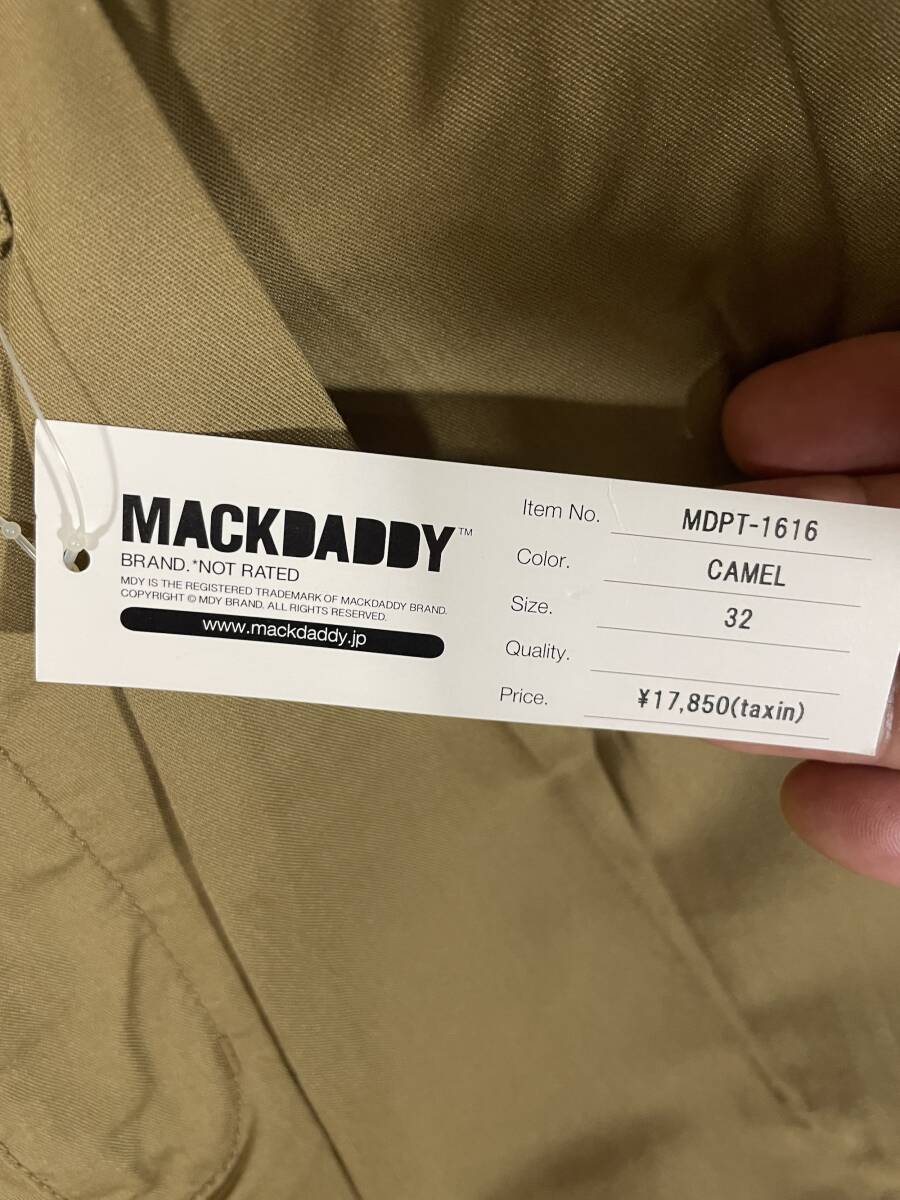 MACKDADDY™
BRAND.*NOT RATED
MDY IS THE REGISTERED TRADEMARK OF MACKDADDY BRAND.
COPYRIGHT © MDY BRAND. ALL RIGHTS RESERVED.
www.mackdaddy.jp
Item No. MDPT-1616
Color. CAMEL
Size. 32
Quality.
Price. ¥17,850(taxin)